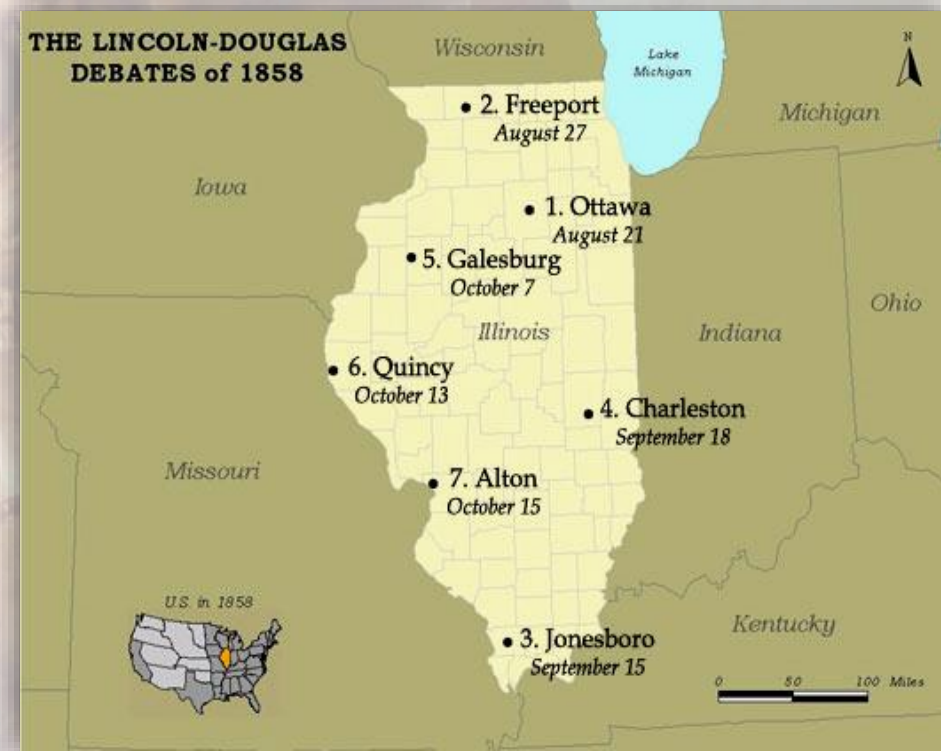 THE LINCOLN-DOUGLAS
DEBATES of 1858
Wisconsin
Lake
Michigan
N
Michigan
2. Freeport
August 27
Iowa
1. Ottawa
August 21
5. Galesburg
October 7
Ohio
Illinois
Indiana
6. Quincy
October 13
4. Charleston
September 18
Missouri
7. Alton
October 15
U.S. in 1858
Kentucky
3. Jonesboro
September 15
0 50 100 Miles